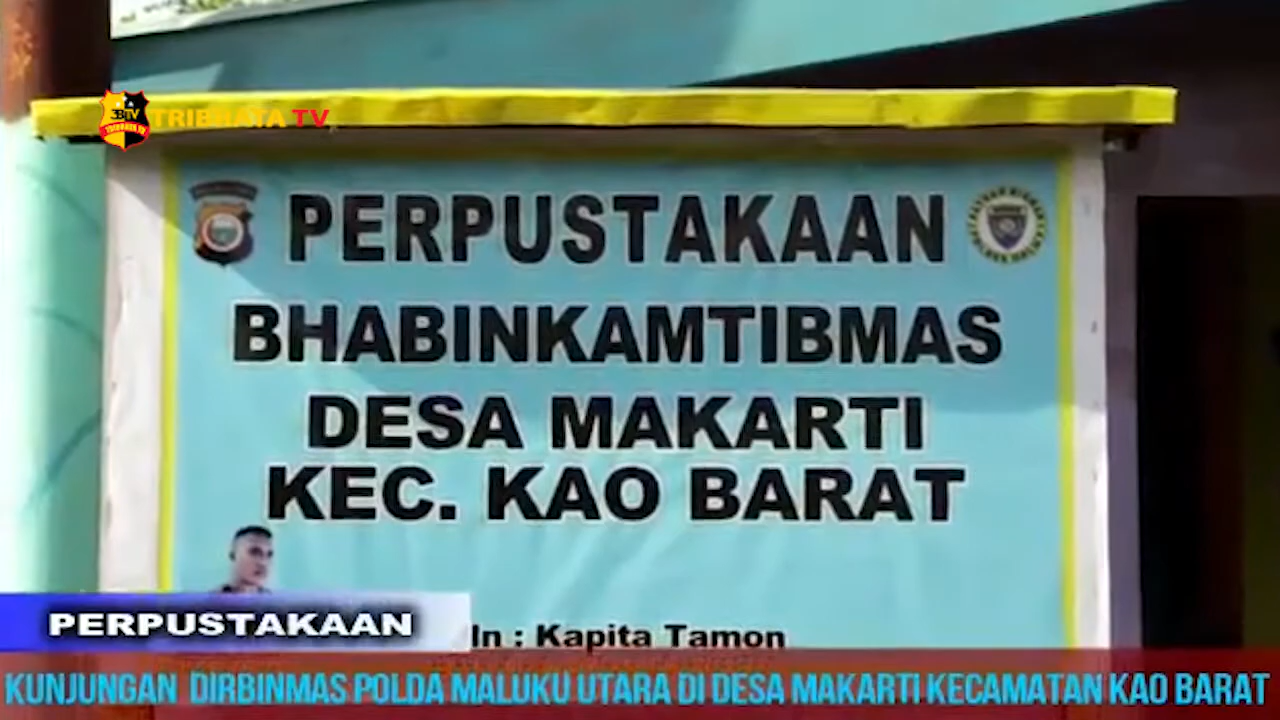 TRIBRATA TV
PERPUSTAKAAN
BHABINKAMTIBMAS
DESA MAKARTI
KEC. KAO BARAT
ln : Kapita Tamon
PERPUSTAKAAN
KUNJUNGAN DIRBINMAS POLDA MALUKU UTARA DI DESA MAKARTI KECAMATAN KAO BARAT